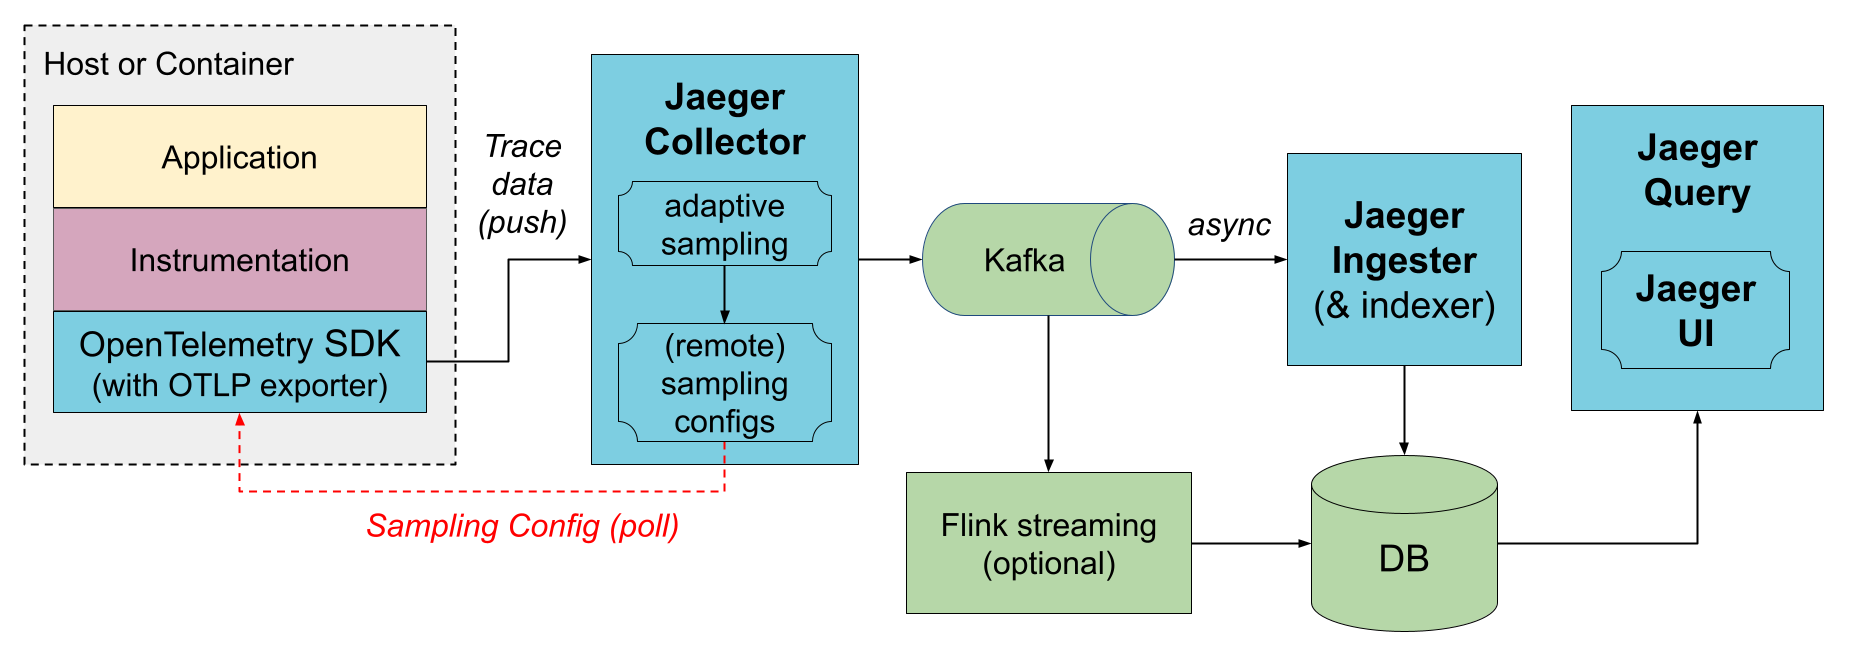 Host or Container
Application
Instrumentation
OpenTelemetry SDK
(with OTLP exporter)
Trace
data
(push)
Jaeger
Collector
adaptive
sampling
(remote)
sampling
configs
Sampling Config (poll)
Kafka
async
Jaeger
Ingester
(& indexer)
Flink streaming
(optional)
DB
Jaeger
Query
Jaeger
UI